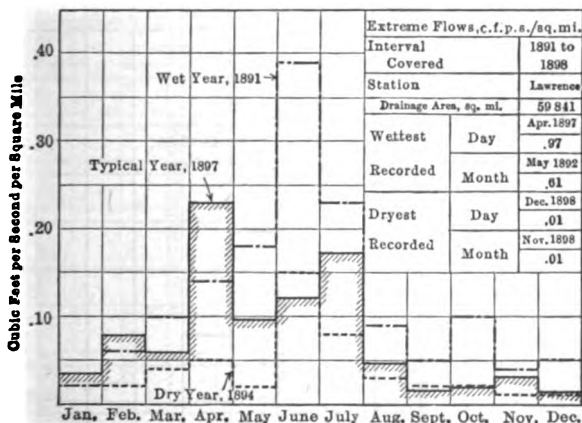 Cubic Feet per Second per Square Mile
.40
.30
.20
.10
Wet Year, 1891
Typical Year, 1897
Dry Year, 1894
Extreme Flows, c.f.p.s./sq.mi.
Interval Covered 1891 to 1898
Station Lawrence
Drainage Area, sq. mi. 59 841
Wettest Recorded
Day Apr.1897 .97
Month May 1892 .61
Dryest Recorded
Day Dec. 1898 .01
Month Nov. 1898 .01
Jan. Feb. Mar. Apr. May June July Aug. Sept. Oct. Nov. Dec.